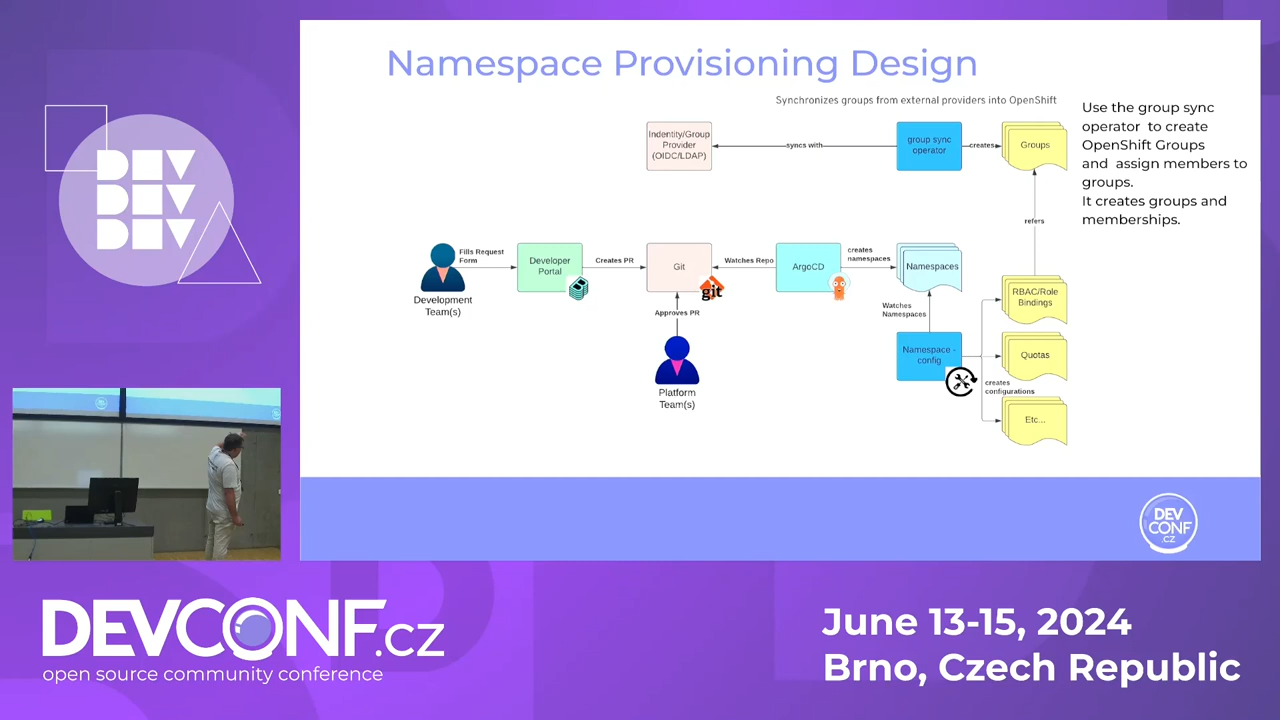 Namespace Provisioning Design
Synchronizes groups from external providers into OpenShift
Use the group sync
operator to create
OpenShift Groups
and assign members to
groups.
It creates groups and
memberships.
Indentity/Group
Provider
(OIDC/LDAP)
syncs with
group sync
operator
creates
Groups
refers
Fills Request
Form
Developer
Portal
Creates PR
Git
git
Watches Repo
ArgoCD
creates
namespaces
Namespaces
Development
Team(s)
Approves PR
Platform
Team(s)
Watches
Namespaces
Namespace -
config
creates
configurations
RBAC/Role
Bindings
Quotas
Etc...
DEV
DEV
DEV
DEV
CONF
.CZ
DEVCONF.cz
open source community conference
June 13-15, 2024
Brno, Czech Republic